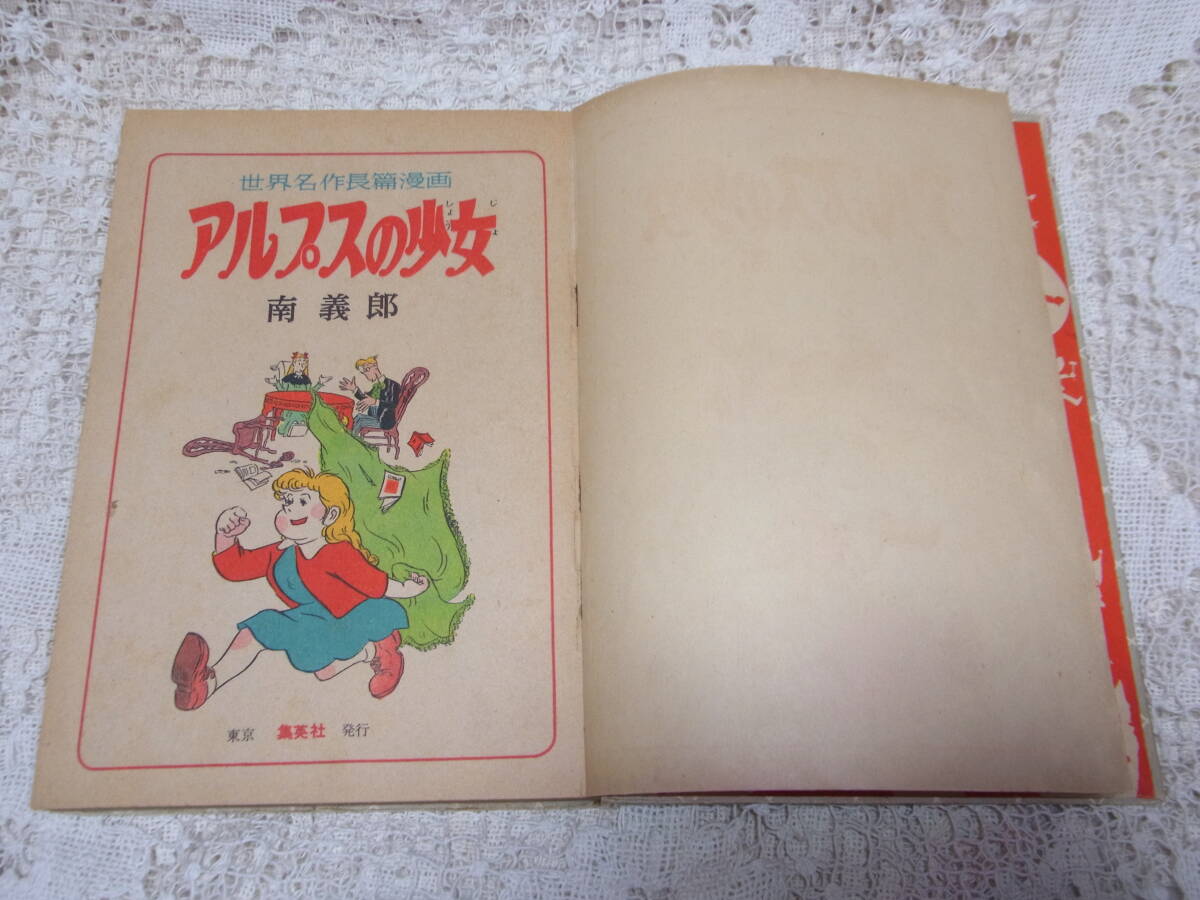 世界名作長篇漫画
アルプスの少女
しょうじょ
南義郎
東京 集英社 発行